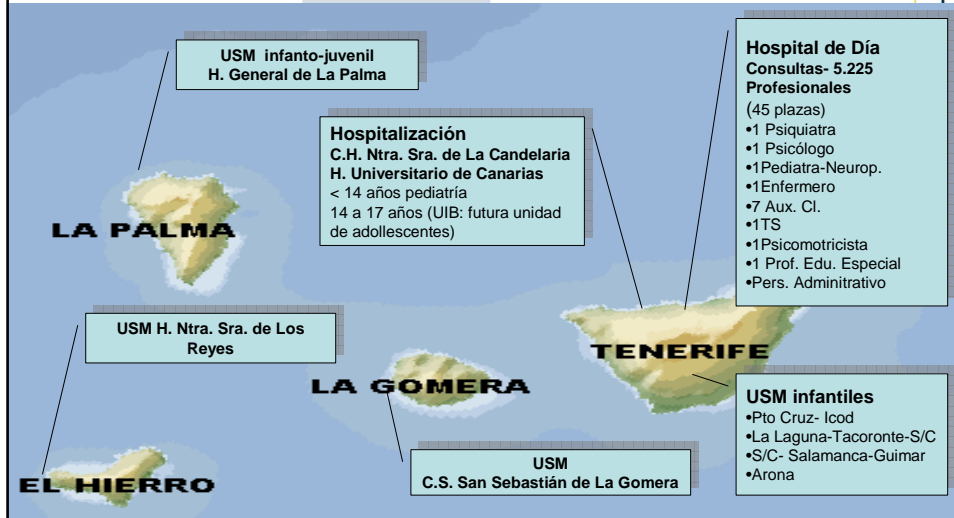 USM infanto-juvenil
H. General de La Palma
Hospitalización
C.H. Ntra. Sra. de La Candelaria
H. Universitario de Canarias
< 14 años pediatría
14 a 17 años (UIB: futura unidad
de adollescentes)
Hospital de Día
Consultas- 5.225
Profesionales
(45 plazas)
•1 Psiquiatra
•1 Psicólogo
•1Pediatra-Neurop.
•1Enfermero
•7 Aux. Cl.
•1TS
•1Psicomotricista
•1 Prof. Edu. Especial
•Pers. Adminitrativo
LA PALMA
USM H. Ntra. Sra. de Los
Reyes
TENERIFE
LA GOMERA
USM infantiles
•Pto Cruz- Icod
•La Laguna-Tacoronte-S/C
•S/C- Salamanca-Guimar
•Arona
USM
C.S. San Sebastián de La Gomera
EL HIERRO